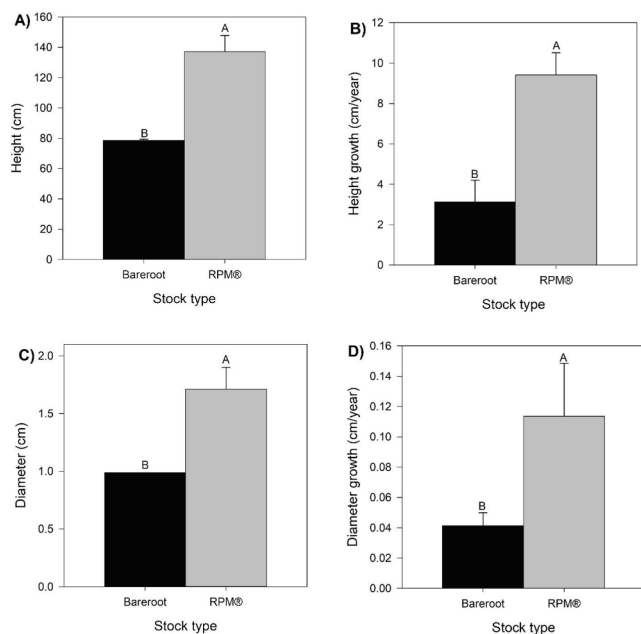 A)
Height (cm)
160
140
120
100
80
60
40
20
0
B
A
Bareroot
RPM®
Stock type
B)
Height growth (cm/year)
12
10
8
6
4
2
0
B
A
Bareroot
RPM®
Stock type
C)
Diameter (cm)
2.0
1.5
1.0
0.5
0.0
B
A
Bareroot
RPM®
Stock type
D)
Diameter growth (cm/year)
0.16
0.14
0.12
0.10
0.08
0.06
0.04
0.02
0.00
B
A
Bareroot
RPM®
Stock type